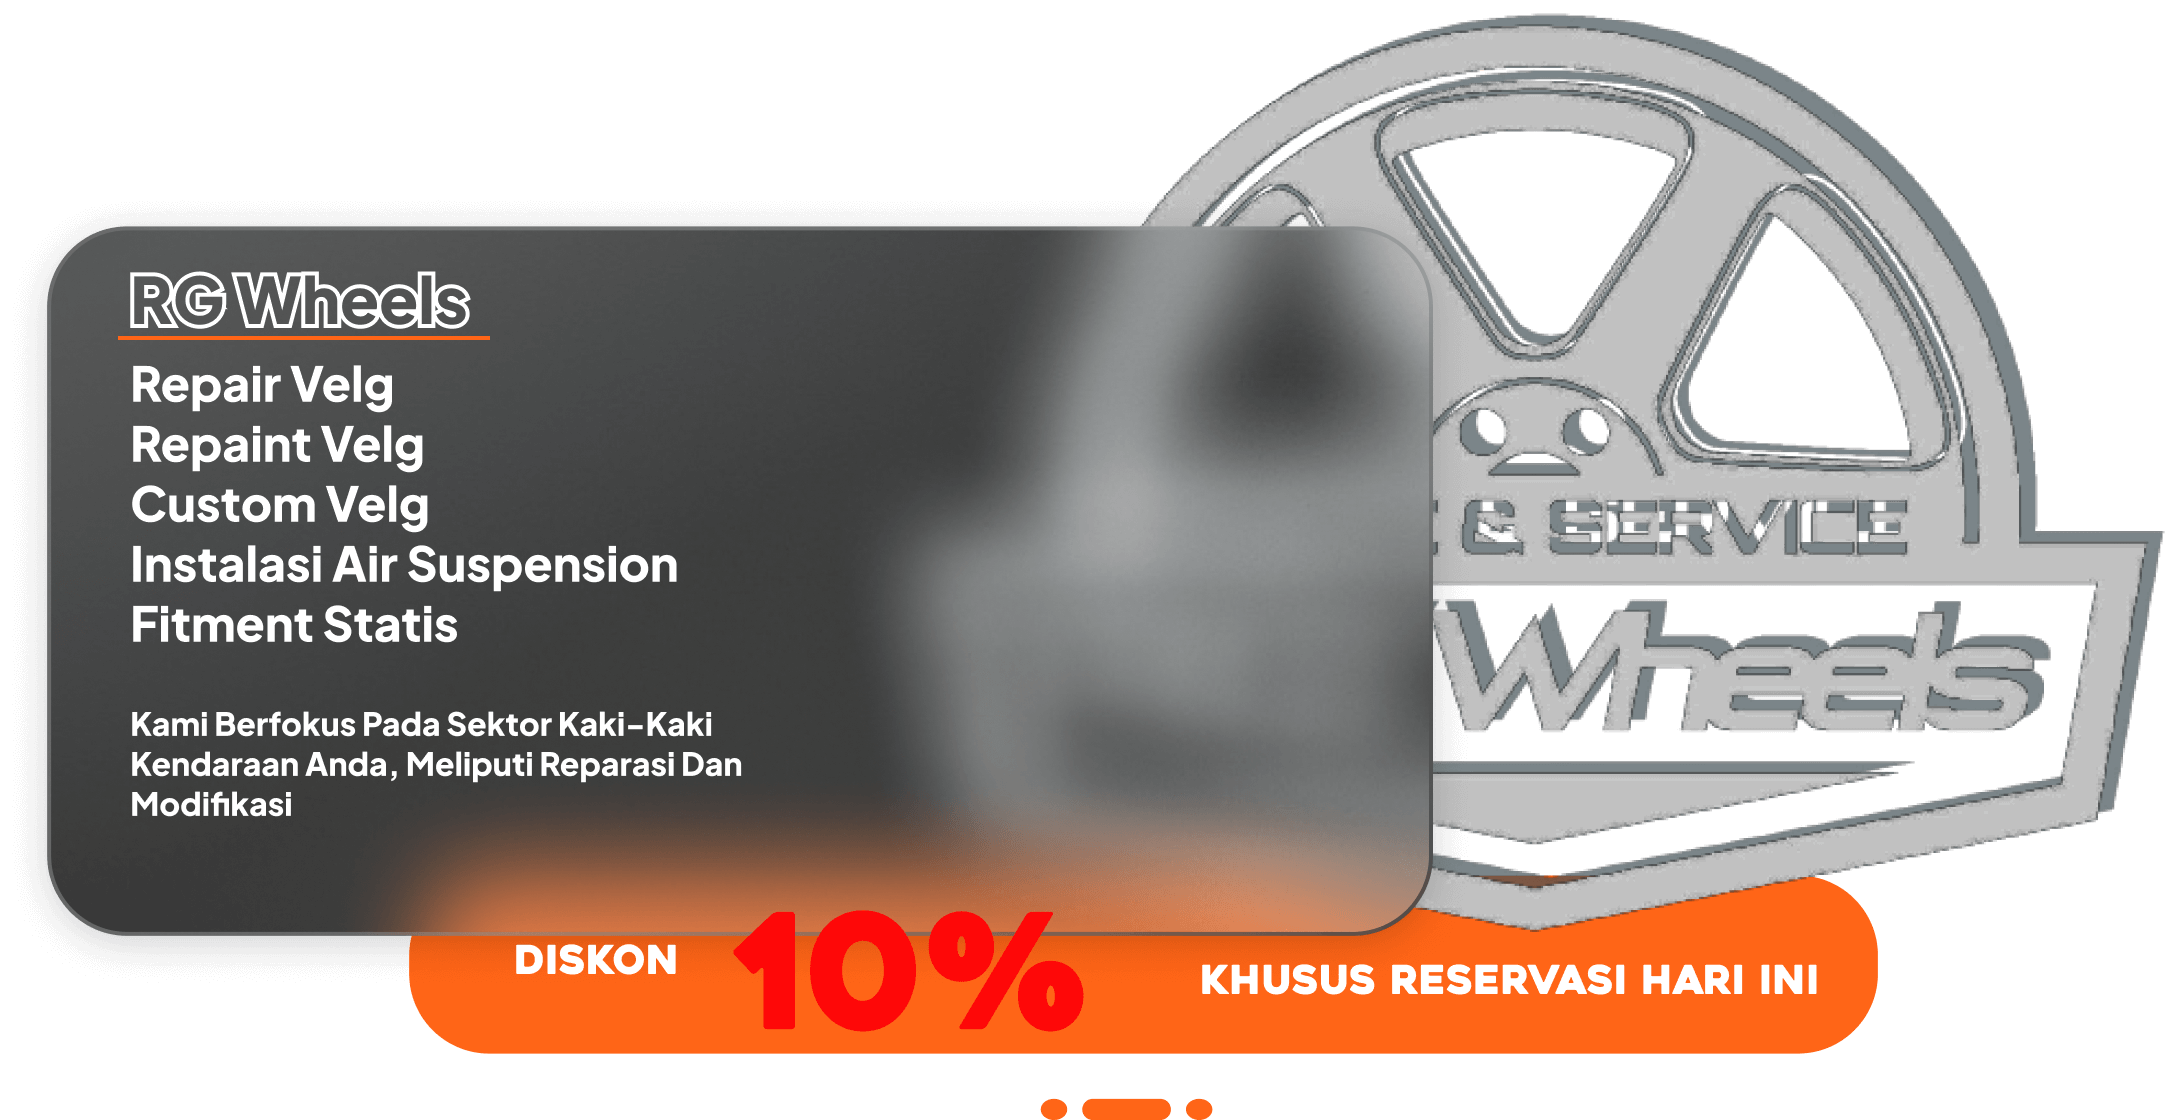 RG Wheels
Repair Velg
Repaint Velg
Custom Velg
Instalasi Air Suspension
Fitment Statis
Kami Berfokus Pada Sektor Kaki-Kaki
Kendaraan Anda, Meliputi Reparasi Dan
Modifikasi
& SERVICE
Wheels
DISKON 10% KHUSUS RESERVASI HARI INI